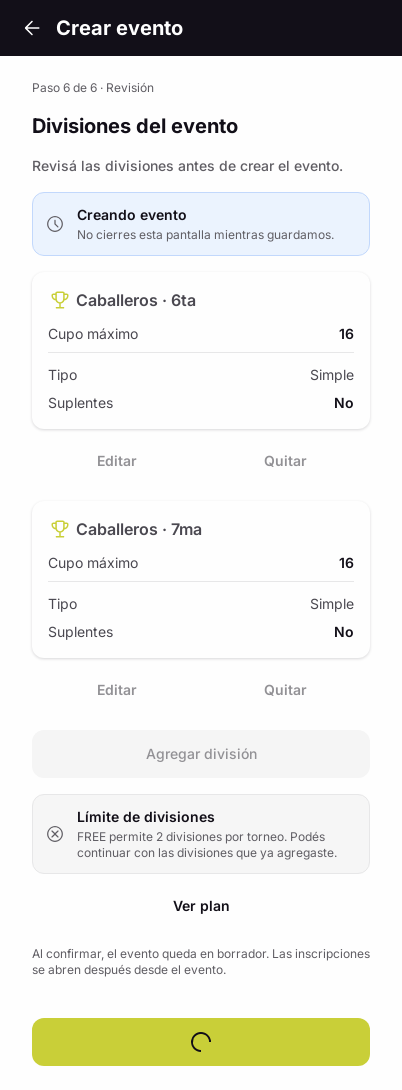 Crear evento
Paso 6 de 6 · Revisión
Divisiones del evento
Revisá las divisiones antes de crear el evento.
Creando evento
No cierres esta pantalla mientras guardamos.
Caballeros · 6ta
Cupo máximo 16
Tipo Simple
Suplentes No
Editar Quitar
Caballeros · 7ma
Cupo máximo 16
Tipo Simple
Suplentes No
Editar Quitar
Agregar división
Límite de divisiones
FREE permite 2 divisiones por torneo. Podés
continuar con las divisiones que ya agregaste.
Ver plan
Al confirmar, el evento queda en borrador. Las inscripciones
se abren después desde el evento.